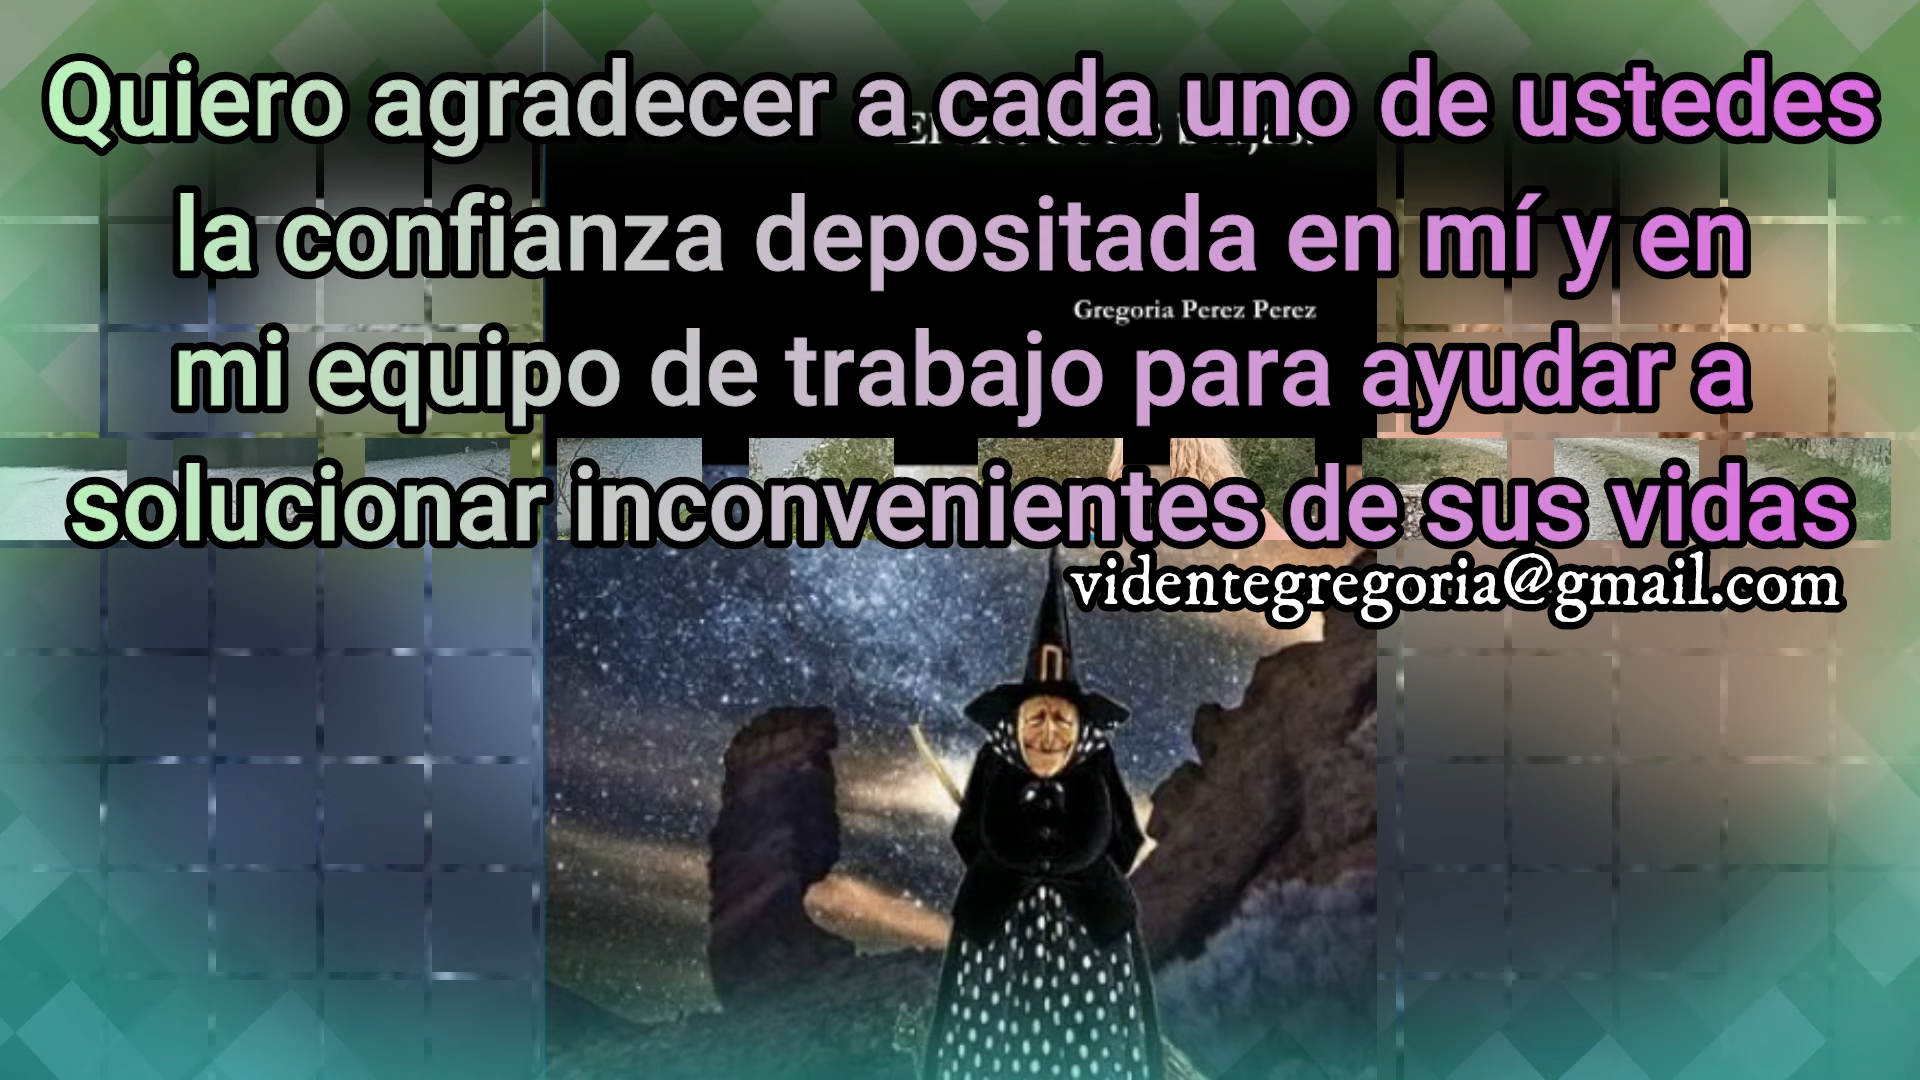 Quiero agradecer a cada uno de ustedes
la confianza depositada en mí y en
Gregoria Perez Perez
mi equipo de trabajo para ayudar a
solucionar inconvenientes de sus vidas
videntegregoria@gmail.com